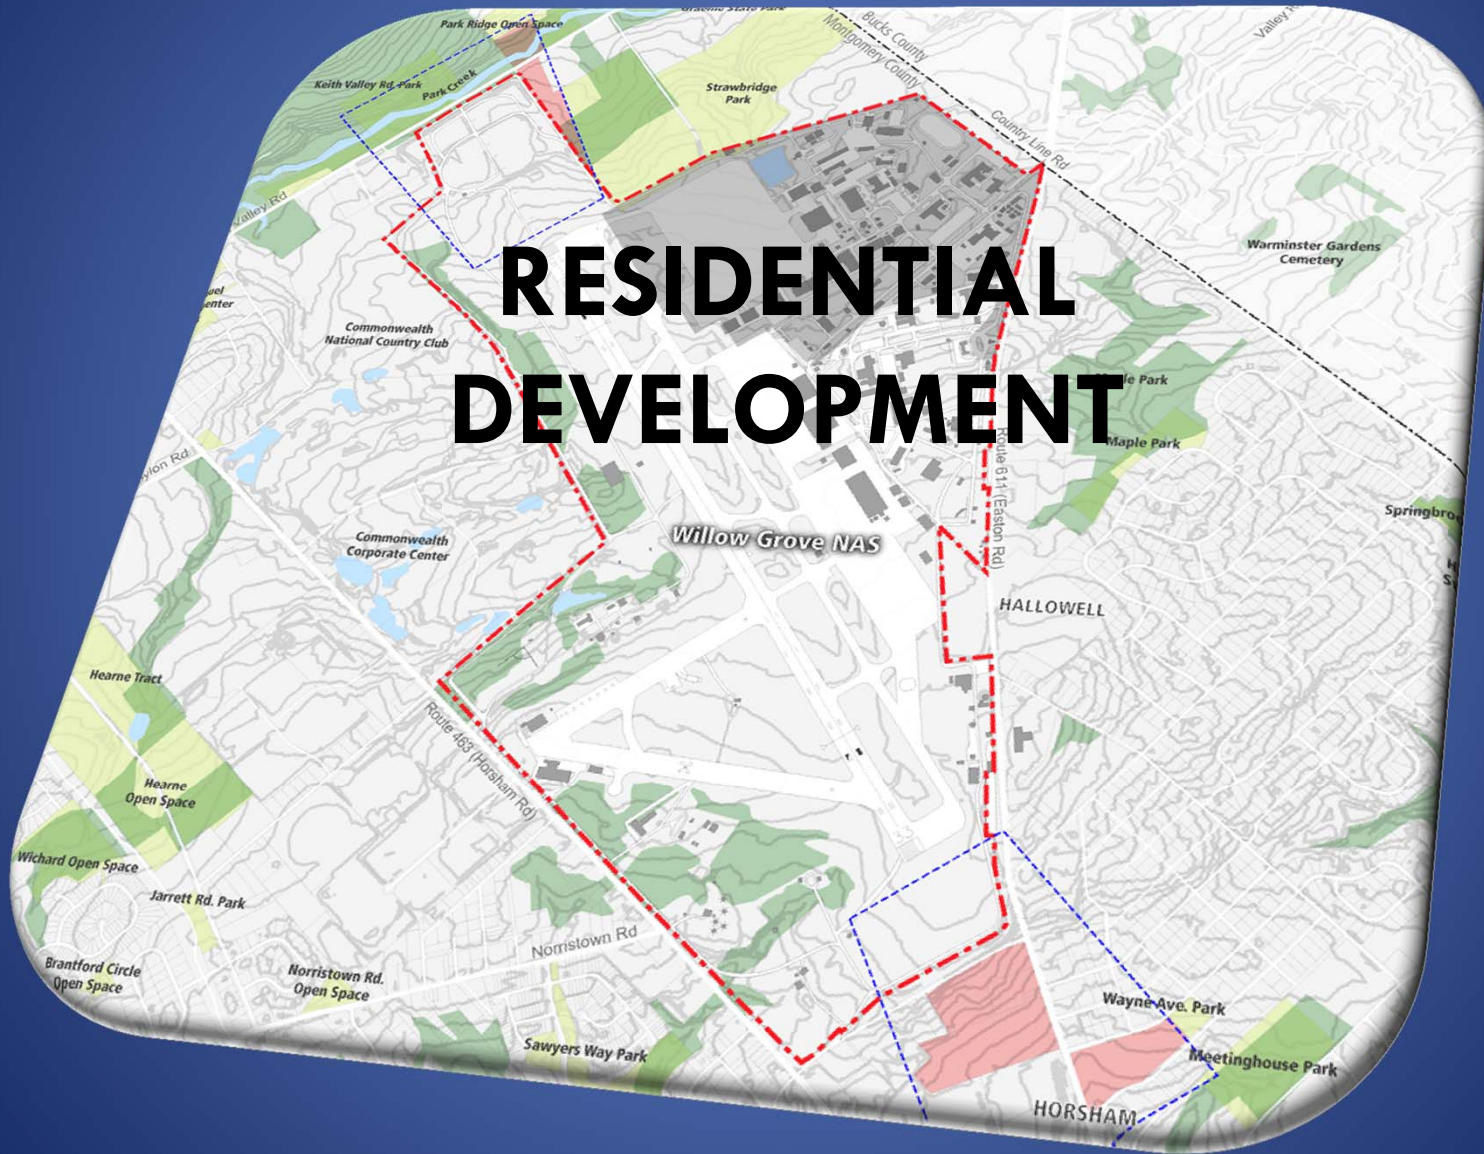 Park Ridge Open Space
Bucks County
Montgomery County
Keith Valley Rd. Park
Park Creek
Strawbridge
Park
Country Line Rd
Valley Rd
Warminster Gardens
Cemetery
RESIDENTIAL
DEVELOPMENT
Commonwealth
National Country Club
Maple Park
Route 611 (Easton Rd)
Willow Grove NAS
Commonwealth
Corporate Center
HALLOWELL
Hearne Tract
Route 463 (Horsham Rd)
Hearne
Open Space
Wichard Open Space
Jarrett Rd. Park
Norristown Rd
Brantford Circle
Open Space
Norristown Rd.
Open Space
Wayne Ave. Park
Sawyers Way Park
Meetinghouse Park
HORSHAM